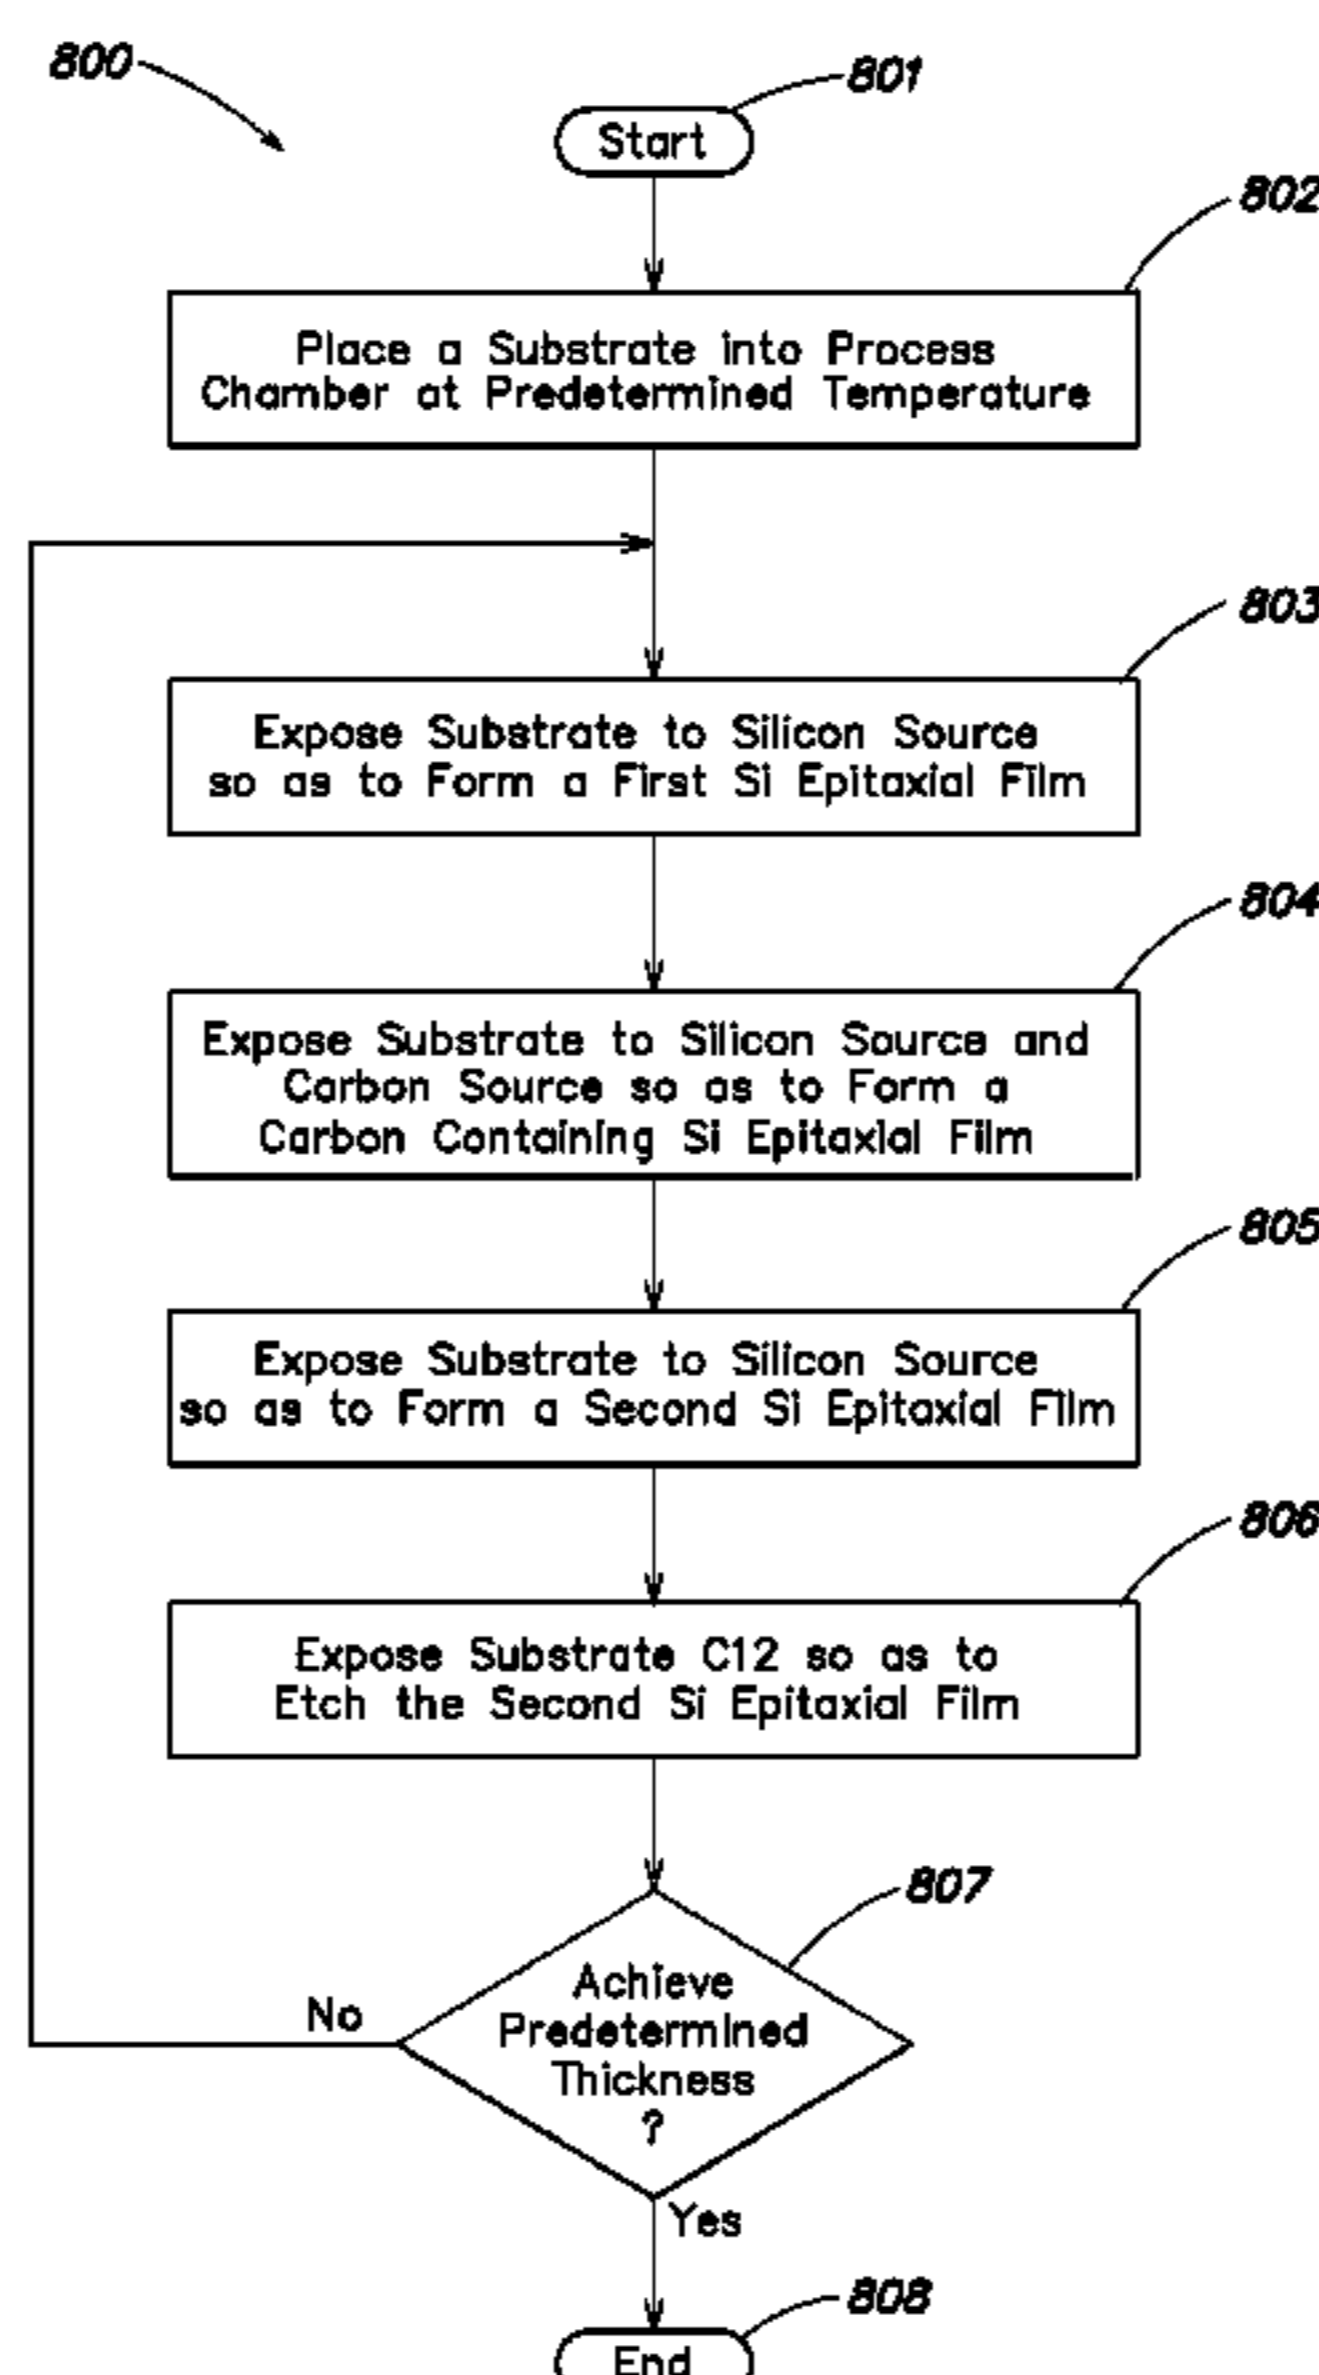 800
801
Start
802
Place a Substrate into Process
Chamber at Predetermined Temperature
803
Expose Substrate to Silicon Source
so as to Form a First Si Epitaxial Film
804
Expose Substrate to Silicon Source and
Carbon Source so as to Form a
Carbon Containing Si Epitaxial Film
805
Expose Substrate to Silicon Source
so as to Form a Second Si Epitaxial Film
806
Expose Substrate C12 so as to
Etch the Second Si Epitaxial Film
807
Achieve
Predetermined
Thickness
?
No
Yes
808
End